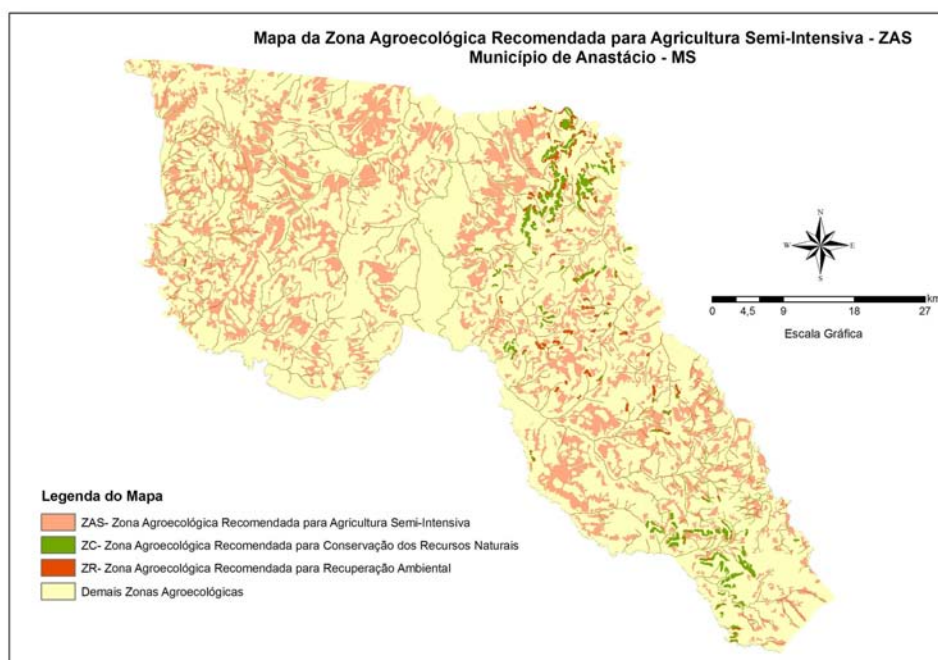 Mapa da Zona Agroecológica Recomendada para Agricultura Semi-Intensiva - ZAS
Município de Anastácio - MS
N
W E
S
km
0 4,5 9 18 27
Escala Gráfica
Legenda do Mapa
ZAS- Zona Agroecológica Recomendada para Agricultura Semi-Intensiva
ZC- Zona Agroecológica Recomendada para Conservação dos Recursos Naturais
ZR- Zona Agroecológica Recomendada para Recuperação Ambiental
Demais Zonas Agroecológicas